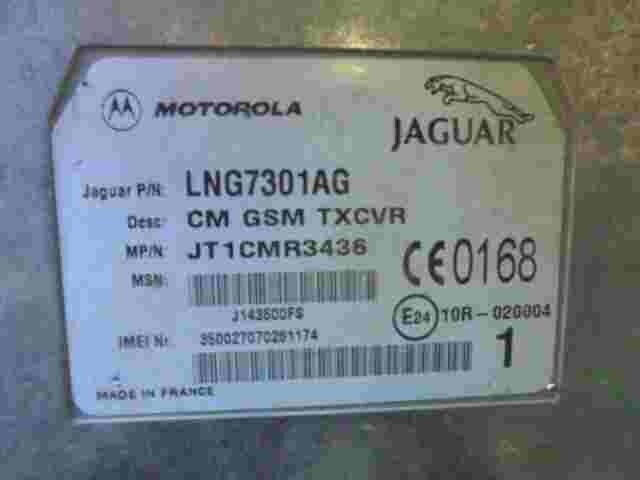 MOTOROLA
JAGUAR
Jaguar P/N: LNG7301AG
Desc: CM GSM TXCVR
MP/N: JT1CMR3436
MSN:
CE0168
J143600FS
E24 10R-020004
IMEI Nr 350027070261174
1
MADE IN FRANCE